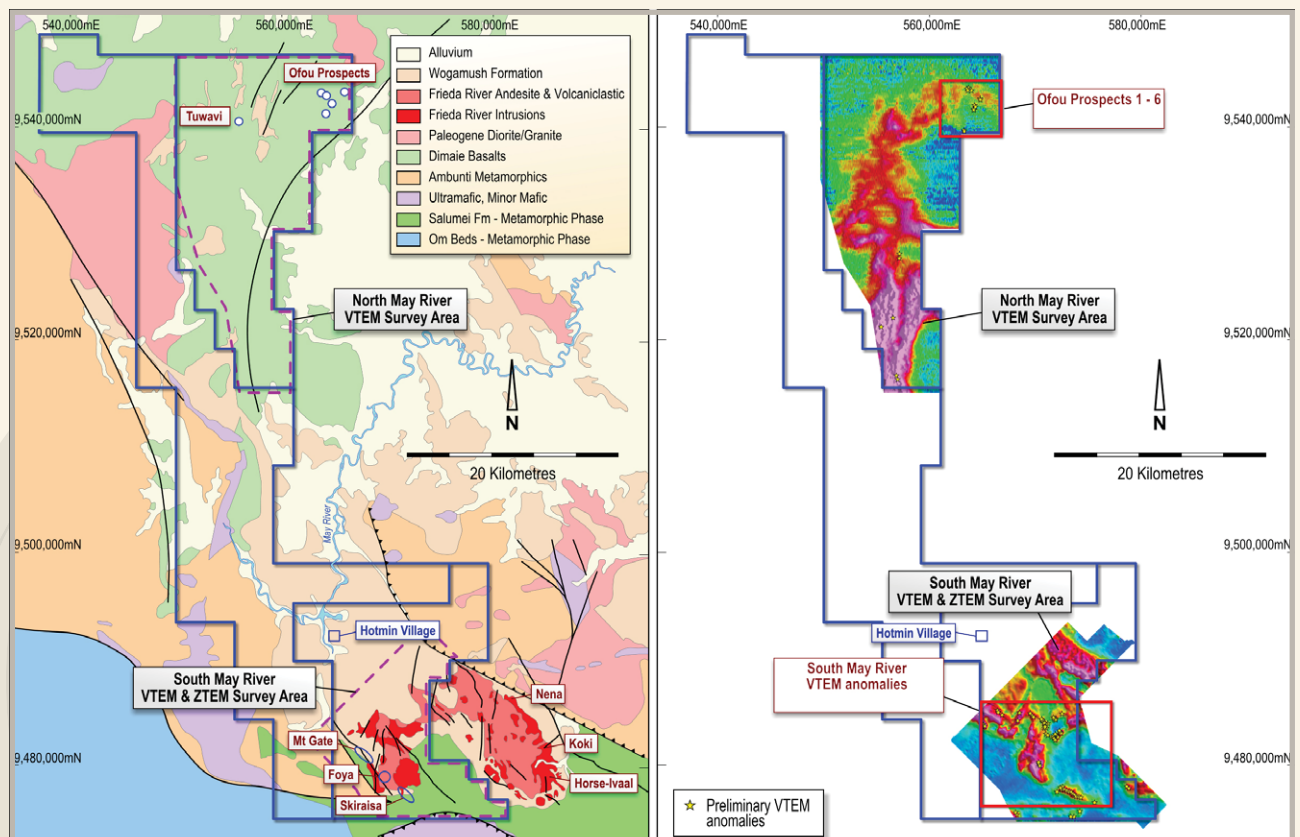 540,000mE
560,000mE
580,000mE
Alluvium
Wogamush Formation
Frieda River Andesite & Volcaniclastic
Frieda River Intrusions
Paleogene Diorite/Granite
Dimaie Basalts
Ambunti Metamorphics
Ultramafic, Minor Mafic
Salumei Fm - Metamorphic Phase
Om Beds - Metamorphic Phase
Ofou Prospects
Tuwavi
9,540,000mN
North May River
VTEM Survey Area
9,520,000mN
N
20 Kilometres
May River
9,500,000mN
Hotmin Village
South May River
VTEM & ZTEM Survey Area
Nena
Mt Gate
Koki
9,480,000mN
Foya
Horse-Ivaal
Skiraisa
540,000mE
560,000mE
580,000mE
Ofou Prospects 1 - 6
9,540,000mN
North May River
VTEM Survey Area
9,520,000mN
N
20 Kilometres
9,500,000mN
South May River
VTEM & ZTEM Survey Area
Hotmin Village
South May River
VTEM anomalies
9,480,000mN
Preliminary VTEM
anomalies